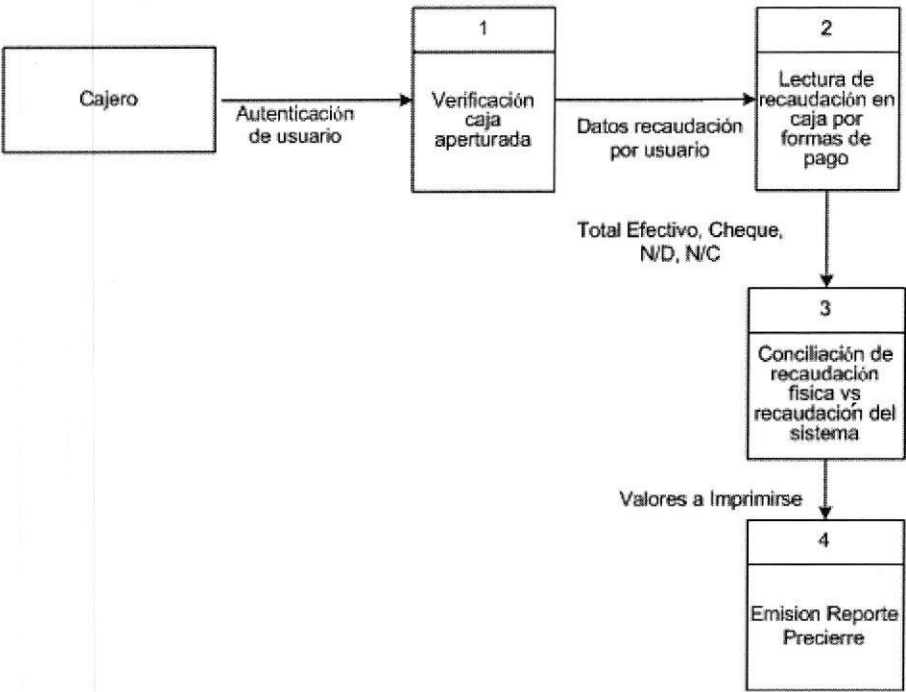 Cajero
Autenticación
de usuario
1
Verificación
caja
aperturada
Datos recaudación
por usuario
2
Lectura de
recaudación en
caja por
formas de
pago
Total Efectivo, Cheque,
N/D, N/C
3
Conciliación de
recaudación
fisica vs
recaudación del
sistema
Valores a Imprimirse
4
Emision Reporte
Precierre